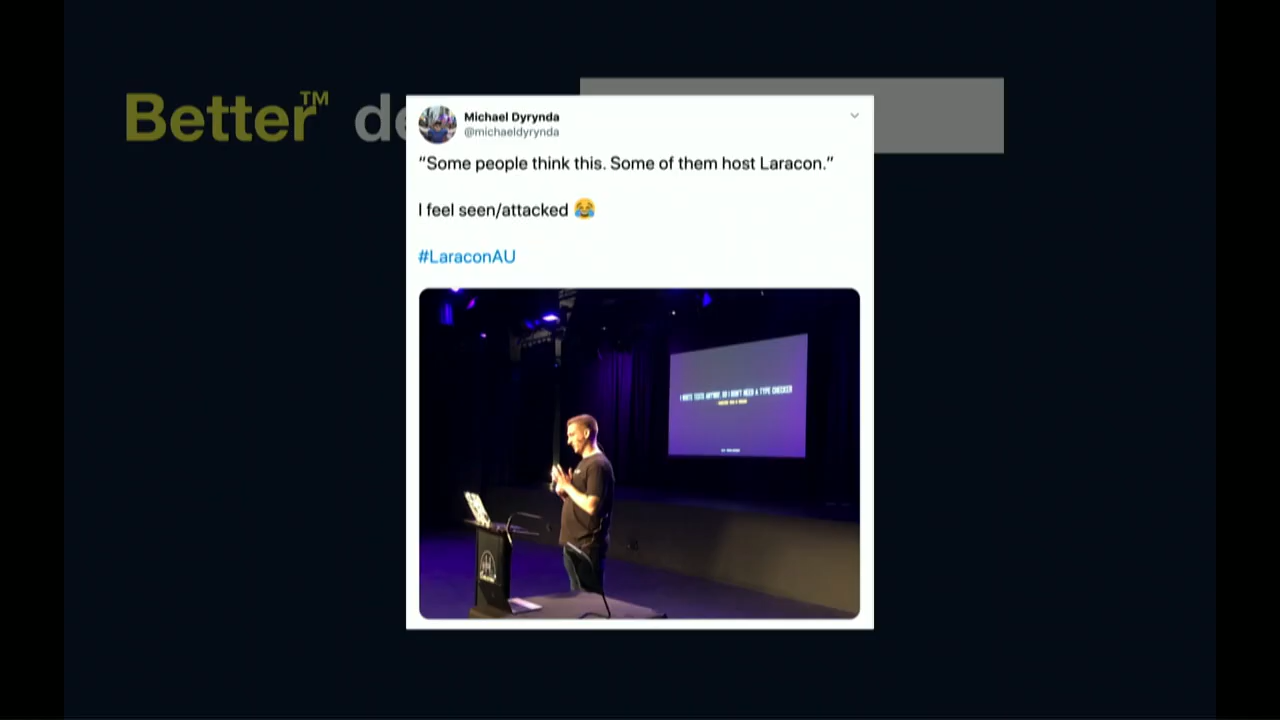 Better™ de
Michael Dyrynda
@michaeldyrynda
“Some people think this. Some of them host Laracon.”
I feel seen/attacked 😂
#LaraconAU
I WRITE TESTS ANYWAY, SO I DON'T NEED A TYPE CHECKER